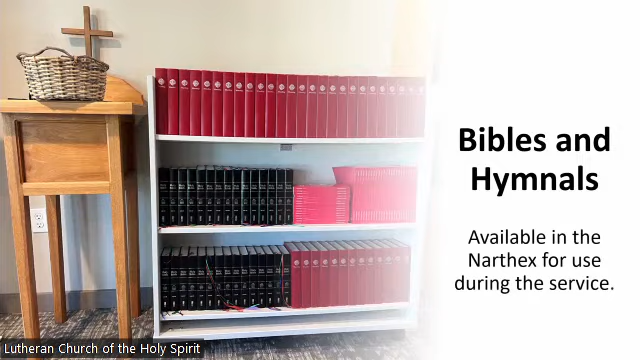 Bibles and
Hymnals
Available in the
Narthex for use
during the service.
Lutheran Church of the Holy Spirit